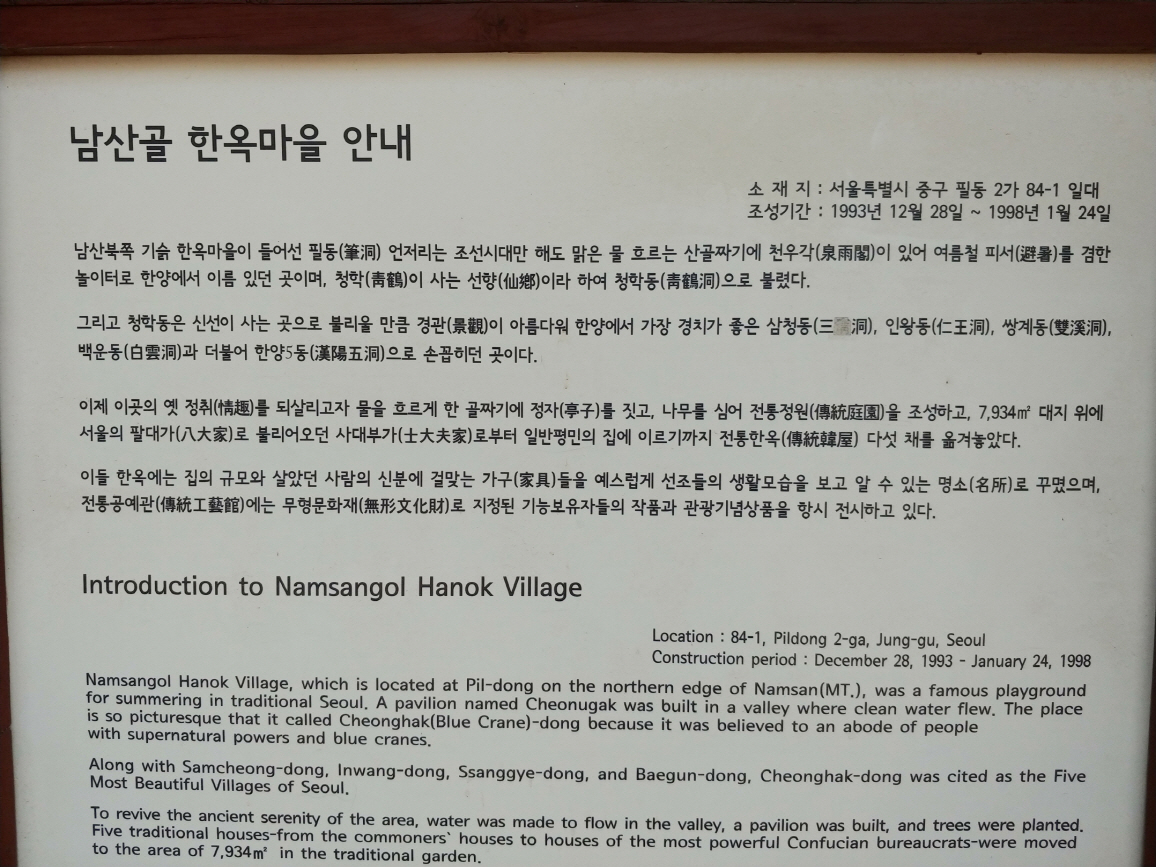 남산골 한옥마을 안내
소 재 지 : 서울특별시 중구 필동 2가 84-1 일대
조성기간 : 1993년 12월 28일 ~ 1998년 1월 24일
남산북쪽 기슭 한옥마을이 들어선 필동(筆洞) 언저리는 조선시대만 해도 맑은 물 흐르는 산골짜기에 천우각(泉雨閣)이 있어 여름철 피서(避暑)를 겸한
놀이터로 한양에서 이름 있던 곳이며, 청학(靑鶴)이 사는 선향(仙鄕)이라 하여 청학동(靑鶴洞)으로 불렸다.
그리고 청학동은 신선이 사는 곳으로 불리울 만큼 경관(景觀)이 아름다워 한양에서 가장 경치가 좋은 삼청동(三洞), 인왕동(仁王洞), 쌍계동(雙溪洞),
백운동(白雲洞)과 더불어 한양5동(漢陽五洞)으로 손꼽히던 곳이다.
이제 이곳의 옛 정취(情趣)를 되살리고자 물을 흐르게 한 골짜기에 정자(亭子)를 짓고, 나무를 심어 전통정원(傳統庭園)을 조성하고, 7,934㎡ 대지 위에
서울의 팔대가(八大家)로 불리어오던 사대부가(士大夫家)로부터 일반평민의 집에 이르기까지 전통한옥(傳統韓屋) 다섯 채를 옮겨놓았다.
이들 한옥에는 집의 규모와 살았던 사람의 신분에 걸맞는 가구(家具)들을 예스럽게 선조들의 생활모습을 보고 알 수 있는 명소(名所)로 꾸몄으며,
전통공예관(傳統工藝館)에는 무형문화재(無形文化財)로 지정된 기능보유자들의 작품과 관광기념상품을 항시 전시하고 있다.
Introduction to Namsangol Hanok Village
Location : 84-1, Pildong 2-ga, Jung-gu, Seoul
Construction period : December 28, 1993 - January 24, 1998
Namsangol Hanok Village, which is located at Pil-dong on the northern edge of Namsan(MT.), was a famous playground
for summering in traditional Seoul. A pavilion named Cheonugak was built in a valley where clean water flew. The place
is so picturesque that it called Cheonghak(Blue Crane)-dong because it was believed to an abode of people
with supernatural powers and blue cranes.
Along with Samcheong-dong, Inwang-dong, Ssanggye-dong, and Baegun-dong, Cheonghak-dong was cited as the Five
Most Beautiful Villages of Seoul.
To revive the ancient serenity of the area, water was made to flow in the valley, a pavilion was built, and trees were planted.
Five traditional houses-from the commoners` houses to houses of the most powerful Confucian bureaucrats-were moved
to the area of 7,934㎡ in the traditional garden.